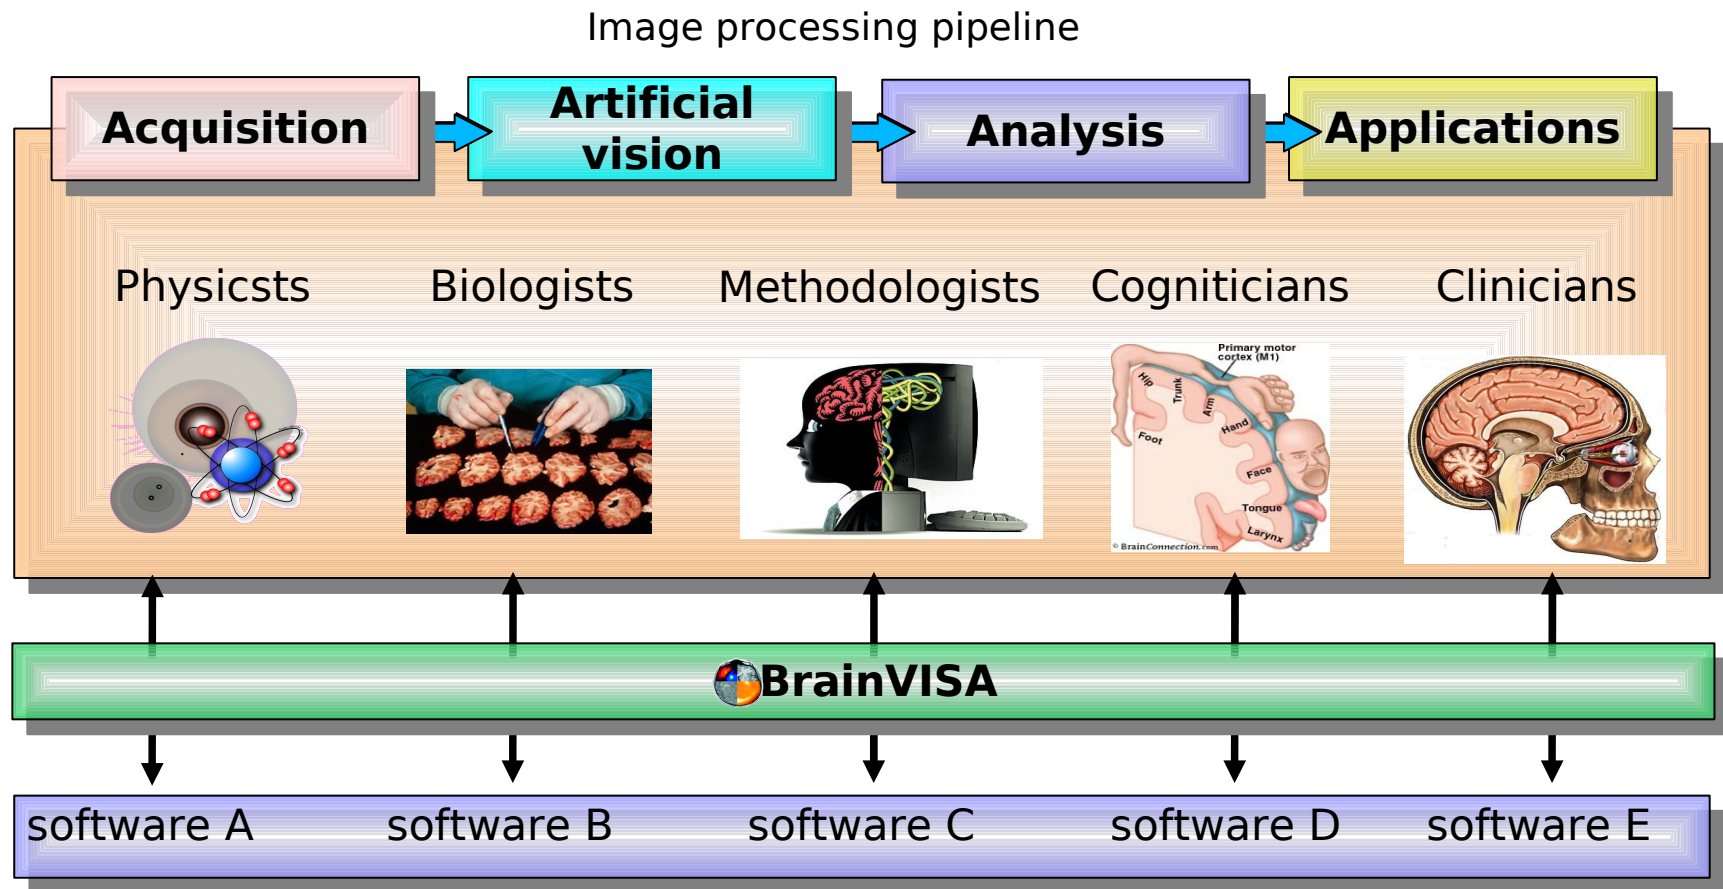 Image processing pipeline
Acquisition
Artificial
vision
Analysis
Applications
Physicsts
Biologists
Methodologists
Cogniticians
Clinicians
Primary motor
cortex (M1)
Hip
Trunk
Arm
Hand
Foot
Face
Tongue
Larynx
© BrainConnection.com
BrainVISA
software A
software B
software C
software D
software E